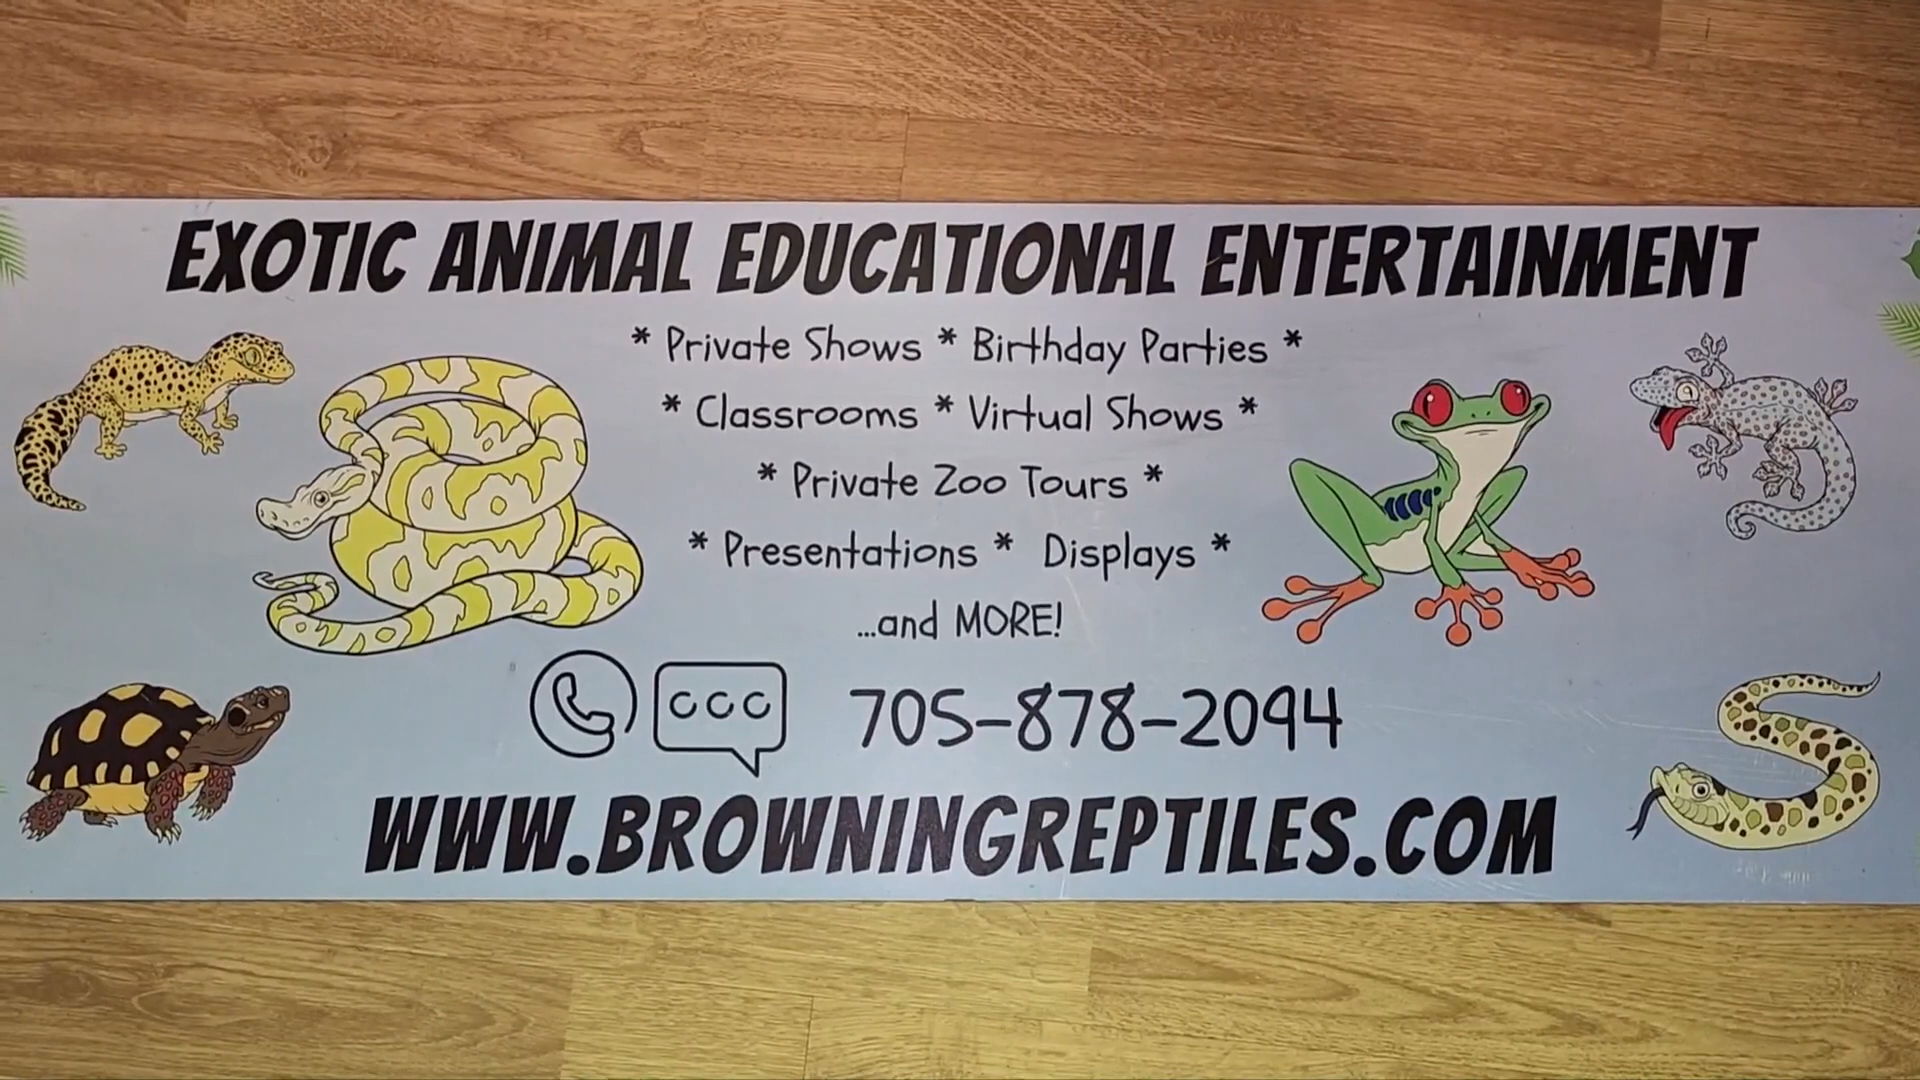 EXOTIC ANIMAL EDUCATIONAL ENTERTAINMENT
* Private Shows * Birthday Parties *
* Classrooms * Virtual Shows *
* Private Zoo Tours *
* Presentations * Displays *
...and MORE!
705-878-2094
WWW.BROWNINGREPTILES.COM